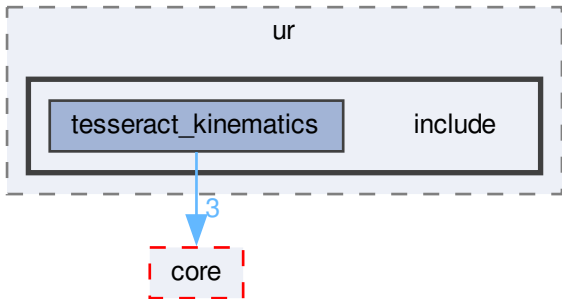 ur
tesseract_kinematics
include
3
core